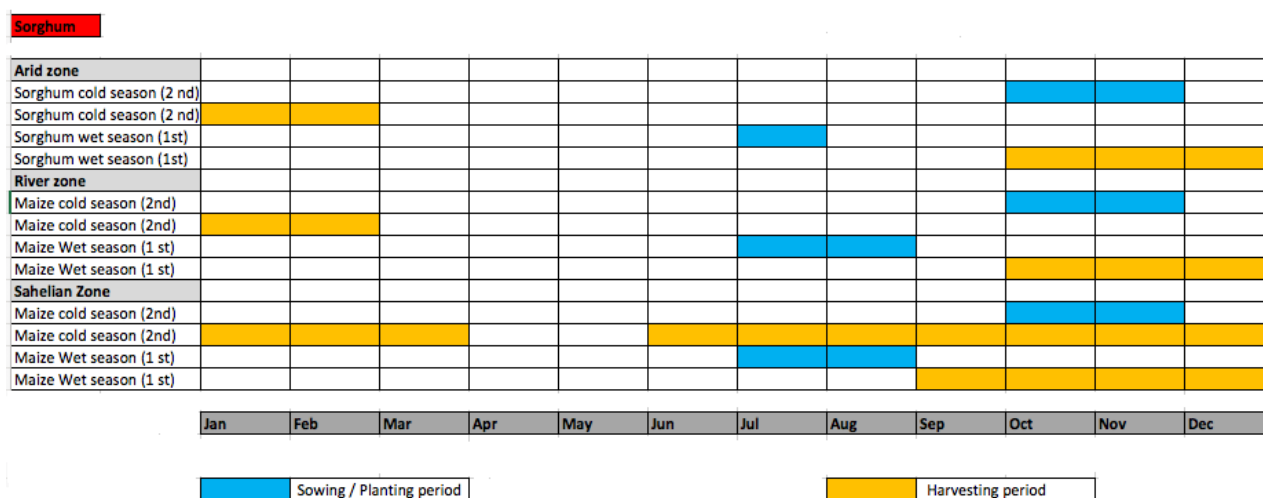 Sorghum
Arid zone
Sorghum cold season (2 nd)
Sorghum cold season (2 nd)
Sorghum wet season (1st)
Sorghum wet season (1st)
River zone
Maize cold season (2nd)
Maize cold season (2nd)
Maize Wet season (1 st)
Maize Wet season (1 st)
Sahelian Zone
Maize cold season (2nd)
Maize cold season (2nd)
Maize Wet season (1 st)
Maize Wet season (1 st)
Jan Feb Mar Apr May Jun Jul Aug Sep Oct Nov Dec
Sowing / Planting period Harvesting period